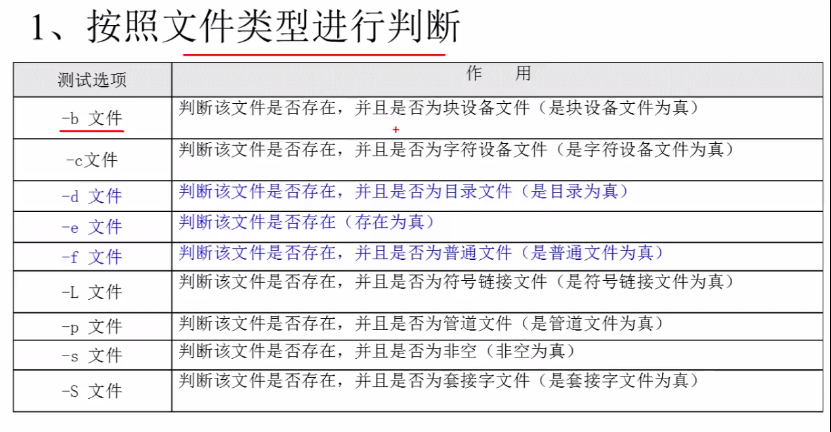 1、按照文件类型进行判断
测试选项 作 用
-b 文件 判断该文件是否存在，并且是否为块设备文件（是块设备文件为真）
-c文件 判断该文件是否存在，并且是否为字符设备文件（是字符设备文件为真）
-d 文件 判断该文件是否存在，并且是否为目录文件（是目录为真）
-e 文件 判断该文件是否存在（存在为真）
-f 文件 判断该文件是否存在，并且是否为普通文件（是普通文件为真）
-L 文件 判断该文件是否存在，并且是否为符号链接文件（是符号链接文件为真）
-p 文件 判断该文件是否存在，并且是否为管道文件（是管道文件为真）
-s 文件 判断该文件是否存在，并且是否为非空（非空为真）
-S 文件 判断该文件是否存在，并且是否为套接字文件（是套接字文件为真）